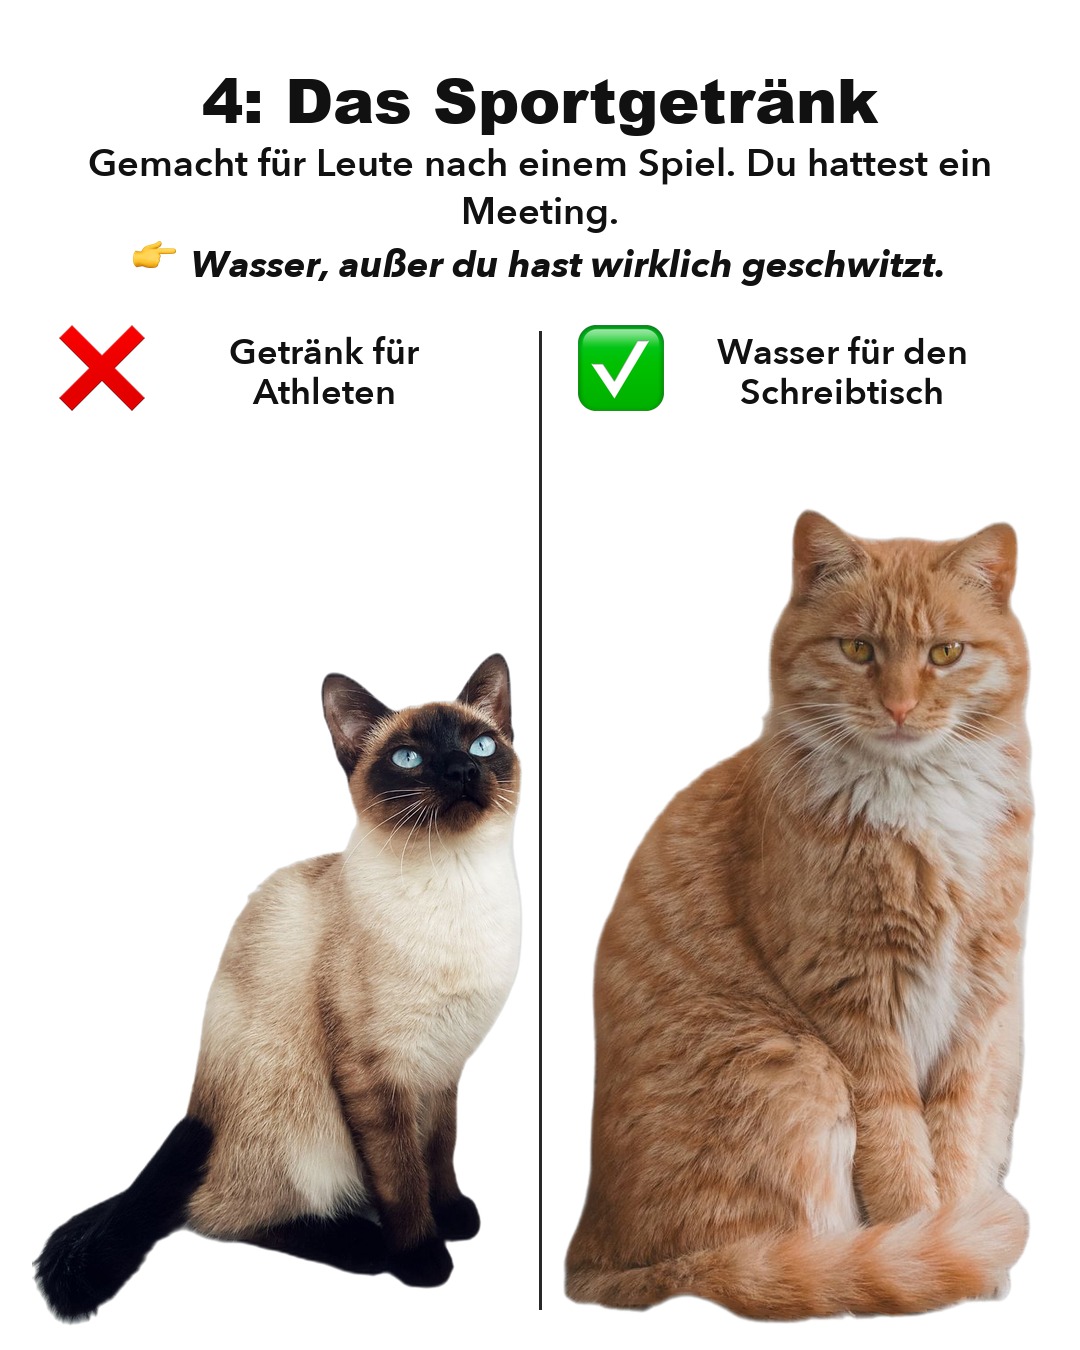 4: Das Sportgetränk
Gemacht für Leute nach einem Spiel. Du hattest ein
Meeting.
👉 Wasser, außer du hast wirklich geschwitzt.
❌ Getränk für
Athleten
✅ Wasser für den
Schreibtisch